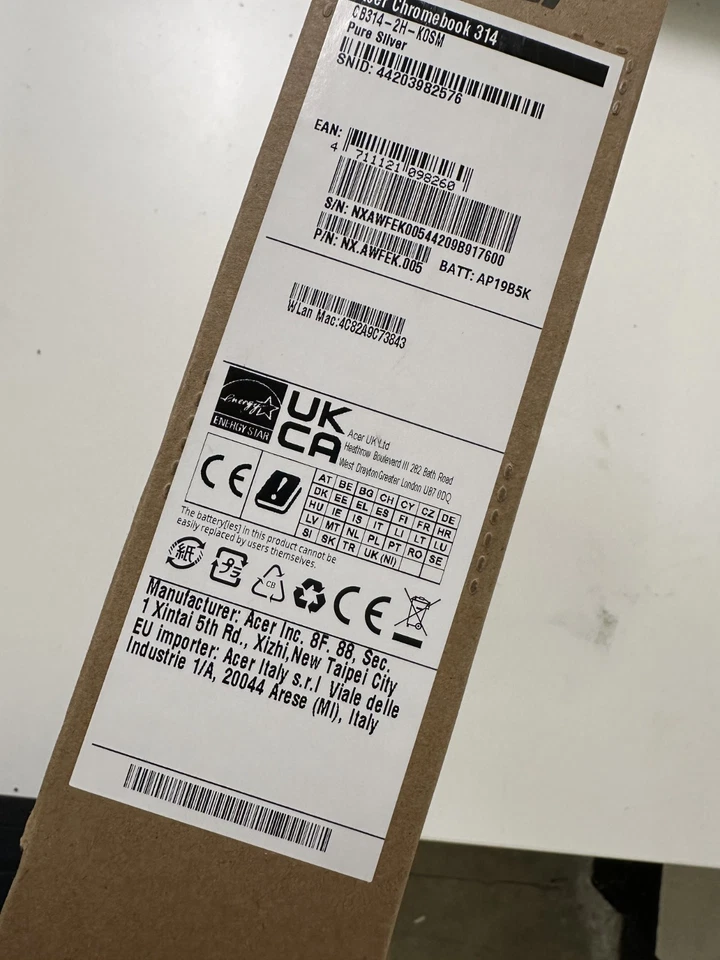 Chromebook 314
CB314-2H-K0SM
Pure Silver
SNID: 44203982576
EAN:
4 711121 098260
S/N: NXAWFEK00544209B917600
P/N: NX.AWFEK.005 BATT: AP19B5K
WLan Mac:4C82A9C73843
energy
ENERGY STAR
UK
CA
Acer UK Ltd
Heathrow Boulevard III 282 Bath Road
West Drayton Greater London UB7 0DQ
CE
AT BE BG CH CY CZ DE
DK EE EL ES FI FR HR
HU IE IS IT LI LT LU
LV MT NL PL PT RO SE
SI SK TR UK (NI)
The battery[ies] in this product cannot be
easily replaced by users themselves.
紙
CB
CE
Manufacturer: Acer Inc. 8F, 88, Sec.
1 Xintai 5th Rd., Xizhi,New Taipei City
EU importer: Acer Italy s.r.l Viale delle
Industrie 1/A, 20044 Arese (MI), Italy